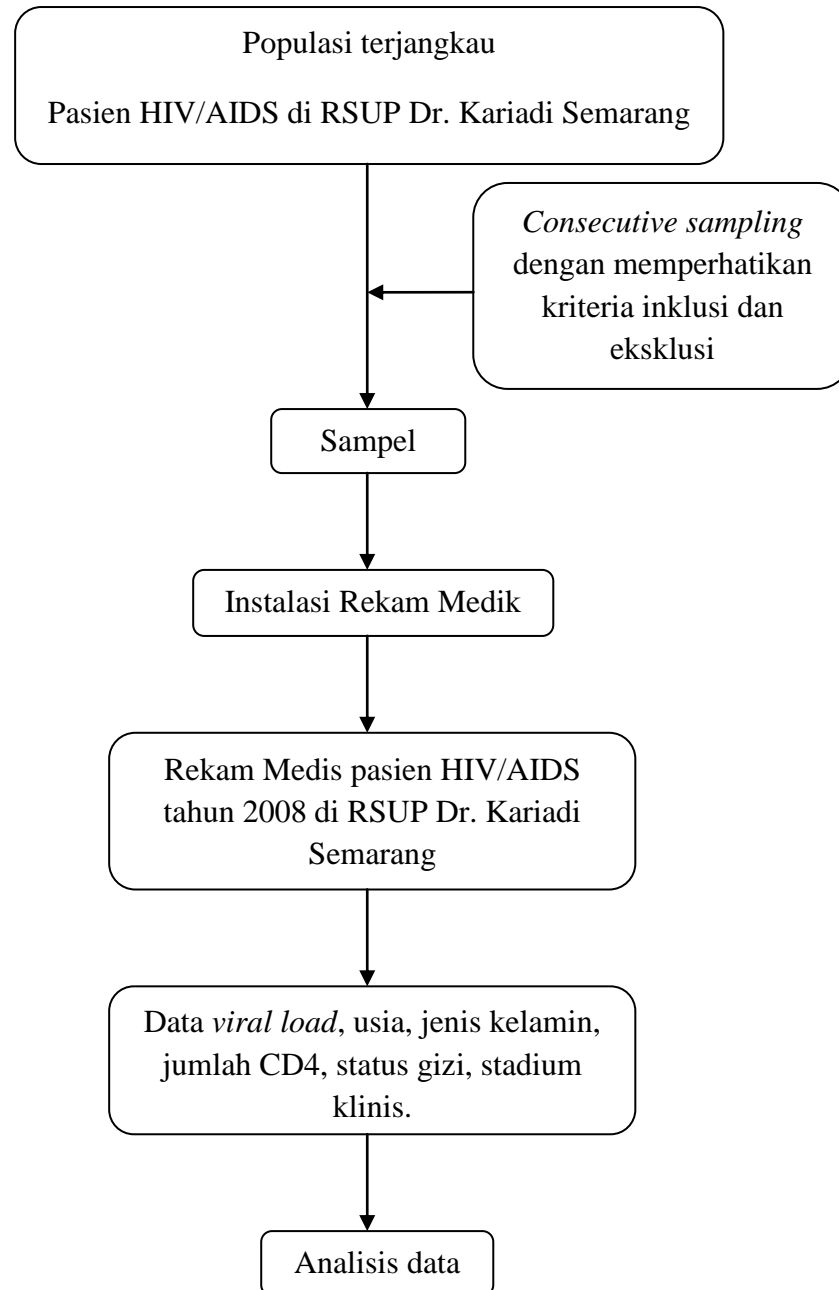 Populasi terjangkau
Pasien HIV/AIDS di RSUP Dr. Kariadi Semarang
Consecutive sampling
dengan memperhatikan
kriteria inklusi dan
eksklusi
Sampel
Instalasi Rekam Medik
Rekam Medis pasien HIV/AIDS
tahun 2008 di RSUP Dr. Kariadi
Semarang
Data viral load, usia, jenis kelamin,
jumlah CD4, status gizi, stadium
klinis.
Analisis data